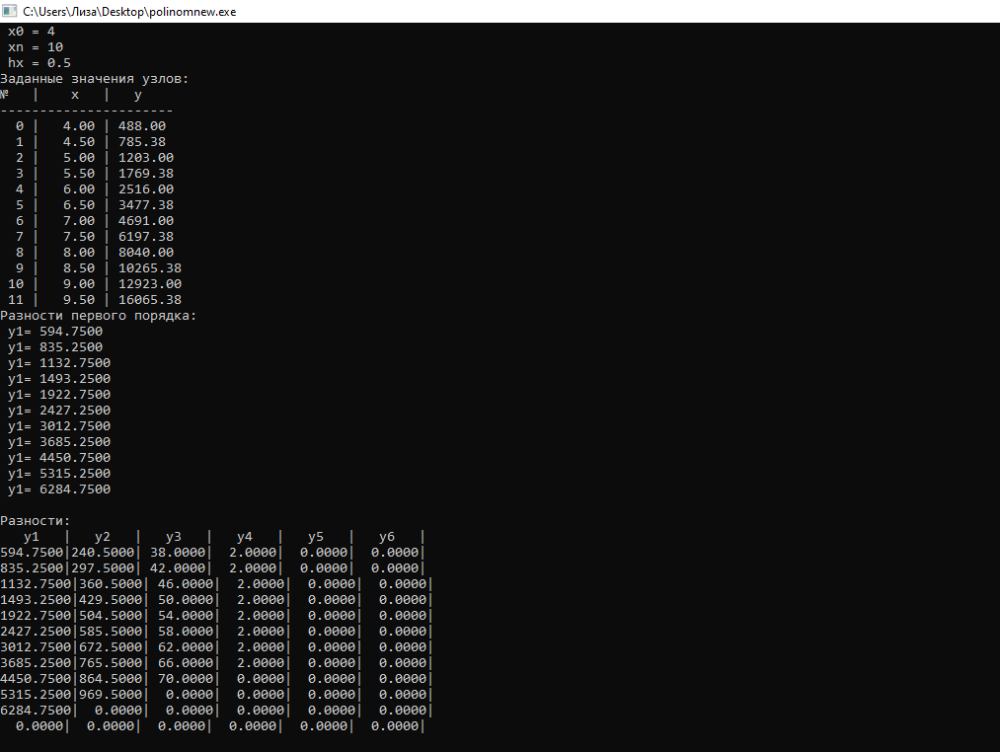 C:\Users\Лиза\Desktop\polinomnew.exe
x0 = 4
xn = 10
hx = 0.5
Заданные значения узлов:
№   |    x   |   y
----------------------
  0 |   4.00 | 488.00
  1 |   4.50 | 785.38
  2 |   5.00 | 1203.00
  3 |   5.50 | 1769.38
  4 |   6.00 | 2516.00
  5 |   6.50 | 3477.38
  6 |   7.00 | 4691.00
  7 |   7.50 | 6197.38
  8 |   8.00 | 8040.00
  9 |   8.50 | 10265.38
 10 |   9.00 | 12923.00
 11 |   9.50 | 16065.38
Разности первого порядка:
 y1= 594.7500
 y1= 835.2500
 y1= 1132.7500
 y1= 1493.2500
 y1= 1922.7500
 y1= 2427.2500
 y1= 3012.7500
 y1= 3685.2500
 y1= 4450.7500
 y1= 5315.2500
 y1= 6284.7500
Разности:
   y1   |   y2   |   y3   |   y4   |   y5   |   y6   |
594.7500|240.5000| 38.0000|  2.0000|  0.0000|  0.0000|
835.2500|297.5000| 42.0000|  2.0000|  0.0000|  0.0000|
1132.7500|360.5000| 46.0000|  2.0000|  0.0000|  0.0000|
1493.2500|429.5000| 50.0000|  2.0000|  0.0000|  0.0000|
1922.7500|504.5000| 54.0000|  2.0000|  0.0000|  0.0000|
2427.2500|585.5000| 58.0000|  2.0000|  0.0000|  0.0000|
3012.7500|672.5000| 62.0000|  2.0000|  0.0000|  0.0000|
3685.2500|765.5000| 66.0000|  2.0000|  0.0000|  0.0000|
4450.7500|864.5000| 70.0000|  0.0000|  0.0000|  0.0000|
5315.2500|969.5000|  0.0000|  0.0000|  0.0000|  0.0000|
6284.7500|  0.0000|  0.0000|  0.0000|  0.0000|  0.0000|
  0.0000|  0.0000|  0.0000|  0.0000|  0.0000|  0.0000|